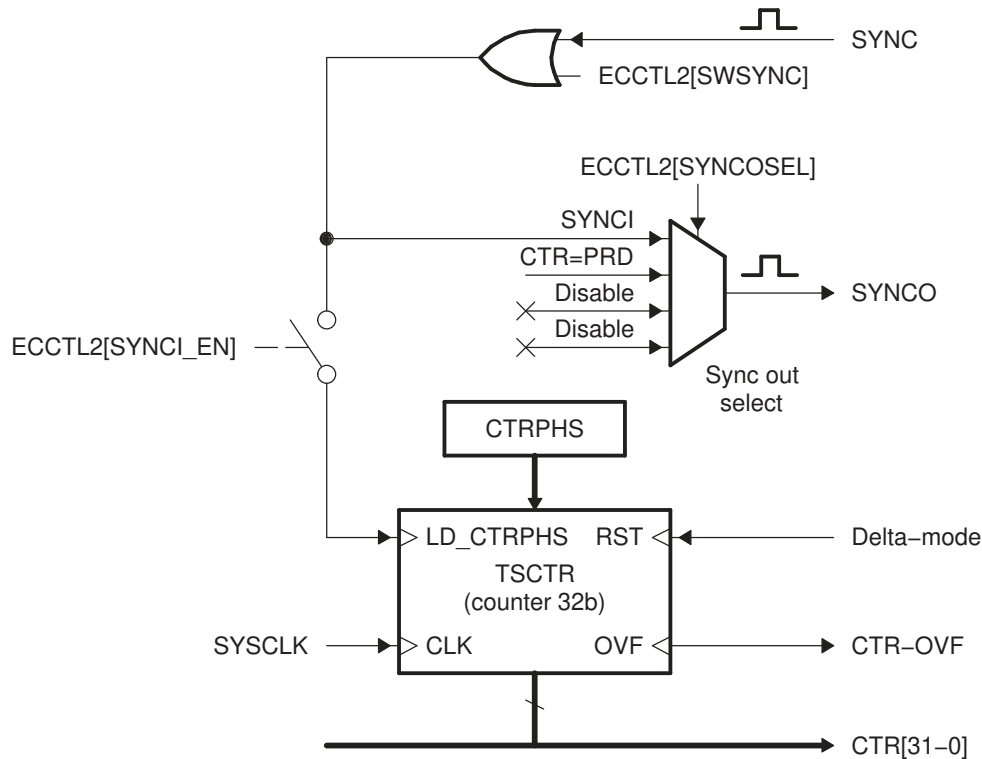 SYNC
ECCTL2[SWSYNC]
ECCTL2[SYNCOSEL]
SYNCI
CTR=PRD
Disable
SYNCO
Disable
ECCTL2[SYNCI_EN]
Sync out
select
CTRPHS
LD_CTRPHS RST
Delta−mode
TSCTR
(counter 32b)
SYSCLK
CLK OVF
CTR−OVF
CTR[31−0]